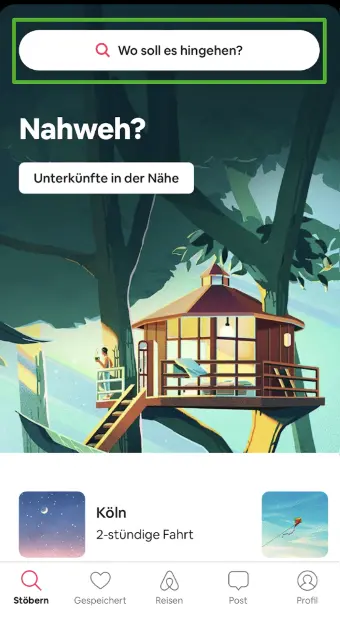 Wo soll es hingehen?
Nahweh?
Unterkünfte in der Nähe
Köln
2-stündige Fahrt
Stöbern
Gespeichert
Reisen
Post
Profil